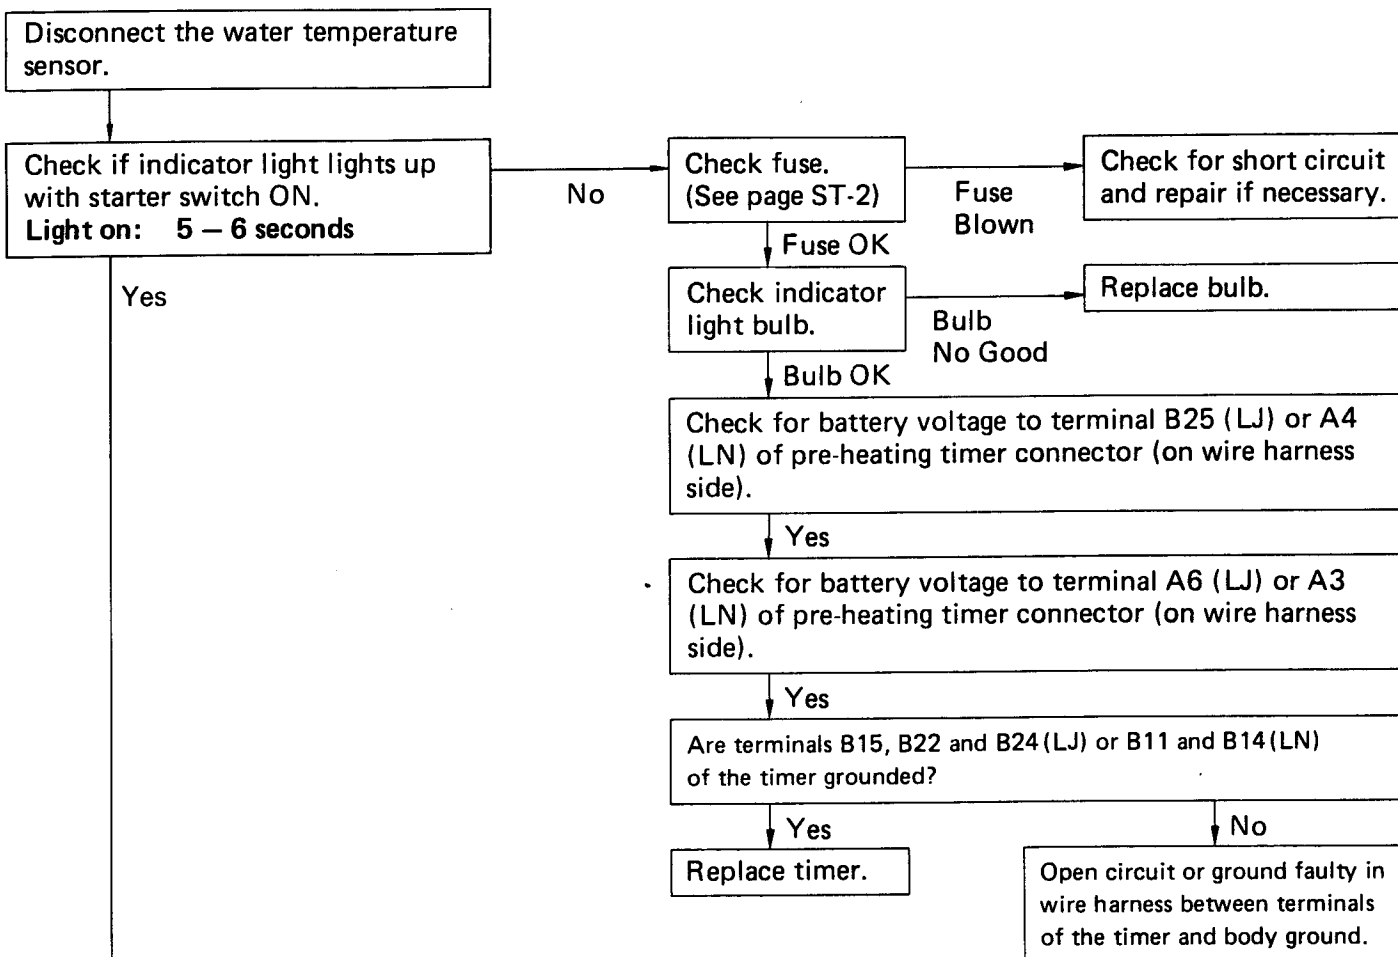 Disconnect the water temperature
sensor.
Check if indicator light lights up
with starter switch ON.
Light on: 5 – 6 seconds
No
Yes
Check fuse.
(See page ST-2)
Fuse
Blown
Check for short circuit
and repair if necessary.
Fuse OK
Check indicator
light bulb.
Bulb
No Good
Replace bulb.
Bulb OK
Check for battery voltage to terminal B25 (LJ) or A4
(LN) of pre-heating timer connector (on wire harness
side).
Yes
Check for battery voltage to terminal A6 (LJ) or A3
(LN) of pre-heating timer connector (on wire harness
side).
Yes
Are terminals B15, B22 and B24(LJ) or B11 and B14(LN)
of the timer grounded?
Yes
No
Replace timer.
Open circuit or ground faulty in
wire harness between terminals
of the timer and body ground.